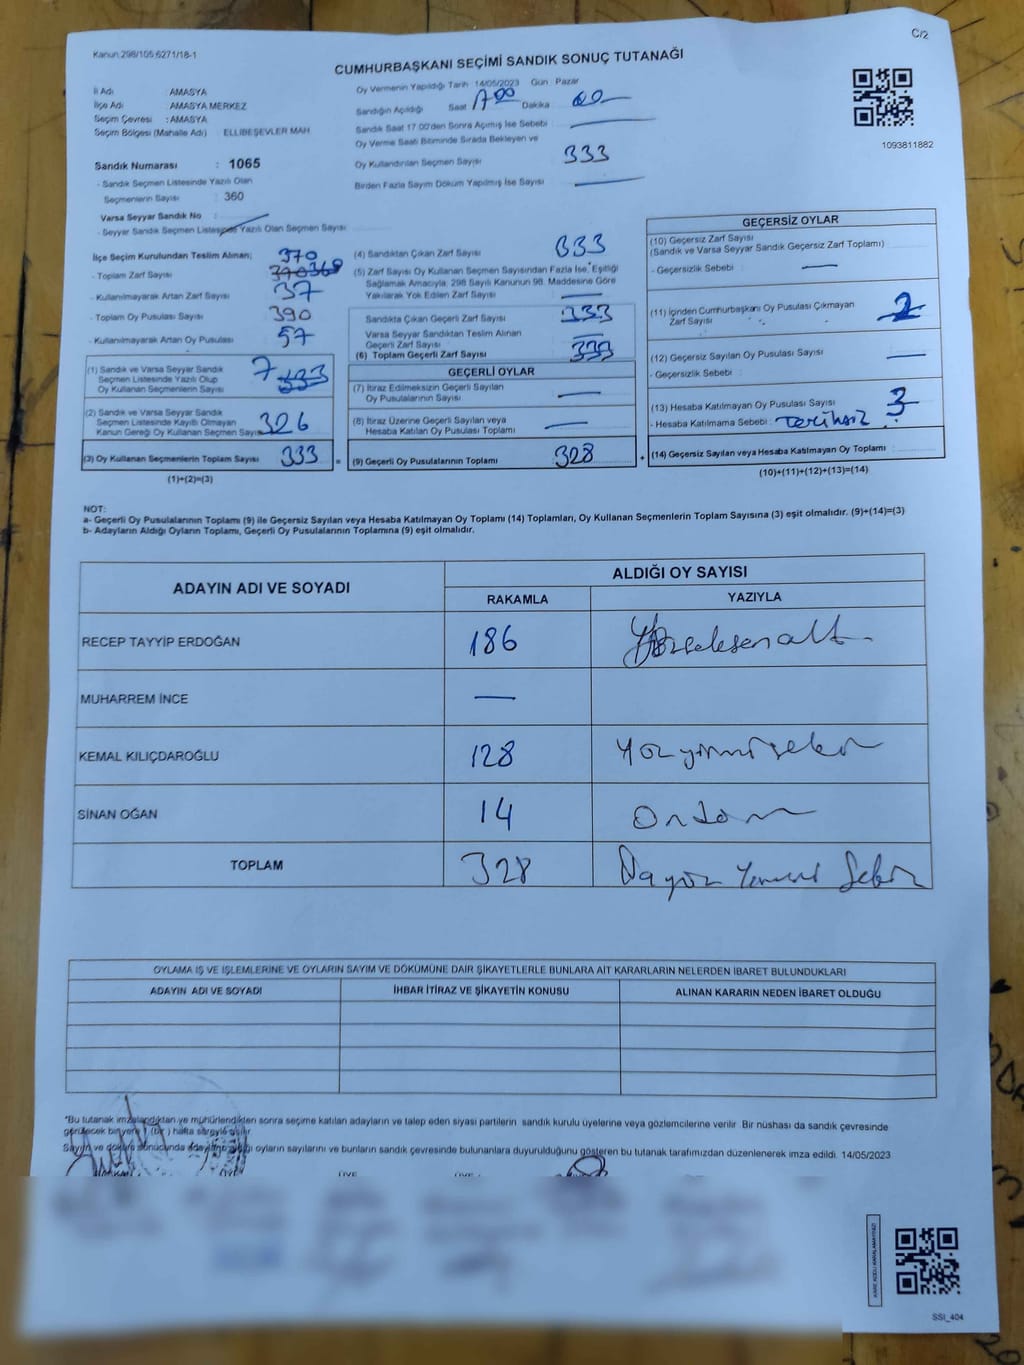 Kanun 298/105 6271/18-1
C/2
CUMHURBAŞKANI SEÇİMİ SANDIK SONUÇ TUTANAĞI
İl Adı AMASYA
İlçe Adı AMASYA MERKEZ
Seçim Çevresi : AMASYA
Seçim Bölgesi (Mahalle Adı) ELLİBEŞEVLER MAH
Sandık Numarası : 1065
- Sandık Seçmen Listesinde Yazılı Olan
Seçmenlerin Sayısı : 360
Varsa Seyyar Sandık No :
- Seyyar Sandık Seçmen Listesinde Yazılı Olan Seçmen Sayısı
Oy Vermenin Yapıldığı Tarih 14/05/2023 Gün Pazar
Sandığın Açıldığı Saat 17 00 Dakika 00
Sandık Saat 17.00'den Sonra Açılmış İse Sebebi
Oy Verme Saati Bitiminde Sırada Bekleyen ve
Oy Kullandırılan Seçmen Sayısı 333
Birden Fazla Sayım Döküm Yapılmış İse Sayısı
1093811882
İlçe Seçim Kurulundan Teslim Alınan; 370
- Toplam Zarf Sayısı 390 360
- Kullanılmayarak Artan Zarf Sayısı 37
- Toplam Oy Pusulası Sayısı 390
- Kullanılmayarak Artan Oy Pusulası 57
(1) Sandık ve Varsa Seyyar Sandık
Seçmen Listesinde Yazılı Olup
Oy Kullanan Seçmenlerin Sayısı 7 333
(2) Sandık ve Varsa Seyyar Sandık
Seçmen Listesinde Kayıtlı Olmayan
Kanun Gereği Oy Kullanan Seçmen Sayısı 326
(3) Oy Kullanan Seçmenlerin Toplam Sayısı 333
(1)+(2)=(3)
(4) Sandıktan Çıkan Zarf Sayısı 333
(5) Zarf Sayısı Oy Kullanan Seçmen Sayısından Fazla İse, Eşitliği
Sağlamak Amacıyla, 298 Sayılı Kanunun 98. Maddesine Göre
Yakılarak Yok Edilen Zarf Sayısı
Sandıkta Çıkan Geçerli Zarf Sayısı 333
Varsa Seyyar Sandıktan Teslim Alınan
Geçerli Zarf Sayısı
(6) Toplam Geçerli Zarf Sayısı 333
GEÇERLİ OYLAR
(7) İtiraz Edilmeksizin Geçerli Sayılan
Oy Pusulalarının Sayısı
(8) İtiraz Üzerine Geçerli Sayılan veya
Hesaba Katılan Oy Pusulası Toplamı
= (9) Geçerli Oy Pusulalarının Toplamı 328 +
GEÇERSİZ OYLAR
(10) Geçersiz Zarf Sayısı
(Sandık ve Varsa Seyyar Sandık Geçersiz Zarf Toplamı)
- Geçersizlik Sebebi :
(11) İçinden Cumhurbaşkanı Oy Pusulası Çıkmayan
Zarf Sayısı 2
(12) Geçersiz Sayılan Oy Pusulası Sayısı
- Geçersizlik Sebebi :
(13) Hesaba Katılmayan Oy Pusulası Sayısı 3
- Hesaba Katılmama Sebebi : Tercihsiz
(14) Geçersiz Sayılan veya Hesaba Katılmayan Oy Toplamı
(10)+(11)+(12)+(13)=(14)
NOT:
a- Geçerli Oy Pusulalarının Toplamı (9) ile Geçersiz Sayılan veya Hesaba Katılmayan Oy Toplamı (14) Toplamları, Oy Kullanan Seçmenlerin Toplam Sayısına (3) eşit olmalıdır. (9)+(14)=(3)
b- Adayların Aldığı Oyların Toplamı, Geçerli Oy Pusulalarının Toplamına (9) eşit olmalıdır.
ADAYIN ADI VE SOYADI
ALDIĞI OY SAYISI
RAKAMLA YAZIYLA
RECEP TAYYİP ERDOĞAN 186 Yüzseksenaltı
MUHARREM İNCE
KEMAL KILIÇDAROĞLU 128 Yüzyirmisekiz
SİNAN OĞAN 14 Ondört
TOPLAM 328 Üçyüz Yirmi Sekiz
OYLAMA İŞ VE İŞLEMLERİNE VE OYLARIN SAYIM VE DÖKÜMÜNE DAİR ŞİKAYETLERLE BUNLARA AİT KARARLARIN NELERDEN İBARET BULUNDUKLARI
ADAYIN ADI VE SOYADI İHBAR İTİRAZ VE ŞİKAYETİN KONUSU ALINAN KARARIN NEDEN İBARET OLDUĞU
*Bu tutanak imzalandıktan ve mühürlendikten sonra seçime katılan adayların ve talep eden siyasi partilerin sandık kurulu üyelerine veya gözlemcilerine verilir. Bir nüshası da sandık çevresinde
görülecek bir yere 1 (bir) hafta süreyle asılır
Sayım ve döküm sonucunda adayların aldığı oyların sayılarını ve bunların sandık çevresinde bulunanlara duyurulduğunu gösteren bu tutanak tarafımızdan düzenlenerek imza edildi. 14/05/2023
SSI_404